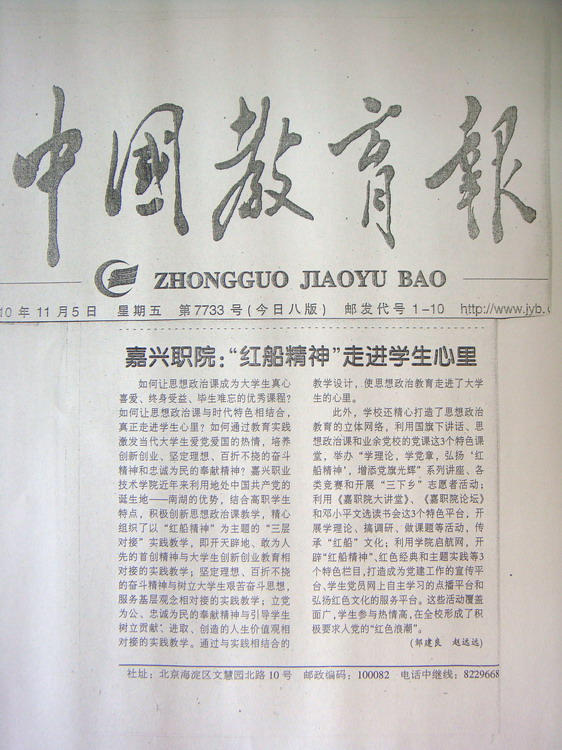 中國教育報
ZHONGGUO JIAOYU BAO
10年11月5日 星期五 第7733号(今日八版) 邮发代号1-10 http://www.jyb.
嘉兴职院:“红船精神”走进学生心里
如何让思想政治课成为大学生真心
喜爱、终身受益、毕生难忘的优秀课程?
如何让思想政治课与时代特色相结合,
真正走进学生心里?如何通过教育实践
激发当代大学生爱党爱国的热情,培养
创新创业、坚定理想、百折不挠的奋斗
精神和忠诚为民的奉献精神?嘉兴职业
技术学院近年来利用地处中国共产党的
诞生地——南湖的优势,结合高职学生
特点,积极创新思想政治课教学,精心
组织了以“红船精神”为主题的“三层
对接”实践教学,即开天辟地、敢为人
先的首创精神与大学生创新创业教育相
对接的实践教学;坚定理想、百折不挠
的奋斗精神与树立大学生艰苦奋斗思想,
服务基层观念相对接的实践教学;立党
为公、忠诚为民的奉献精神与引导学生
树立贡献、进取、创造的人生价值观相
对接的实践教学。通过与实践相结合的
教学设计,使思想政治教育走进了大学
生的心里。
此外,学校还精心打造了思想政治
教育的立体网络,利用国旗下讲话、思
想政治课和业余党校的党课这3个特色课
堂,举办“学理论,学党章,弘扬‘红
船精神’,增添党旗光辉”系列讲座、各
类竞赛和开展“三下乡”志愿者活动;
利用《嘉职院大讲堂》、《嘉职院论坛》
和邓小平文选读书会这3个特色平台,开
展学理论、搞调研、做课题等活动,传
承“红船”文化;利用学院启航网,开
辟“红船精神”、红色经典和主题实践等3
个特色栏目,打造成为党建工作的宣传平
台、学生党员网上自主学习的点播平台和
弘扬红色文化的服务平台。这些活动覆盖
面广,学生参与热情高,在全校形成了积
极要求入党的“红色浪潮”。
(邹建良 赵远远)
社址:北京海淀区文慧园北路10号 邮政编码:100082 电话中继线:8229668